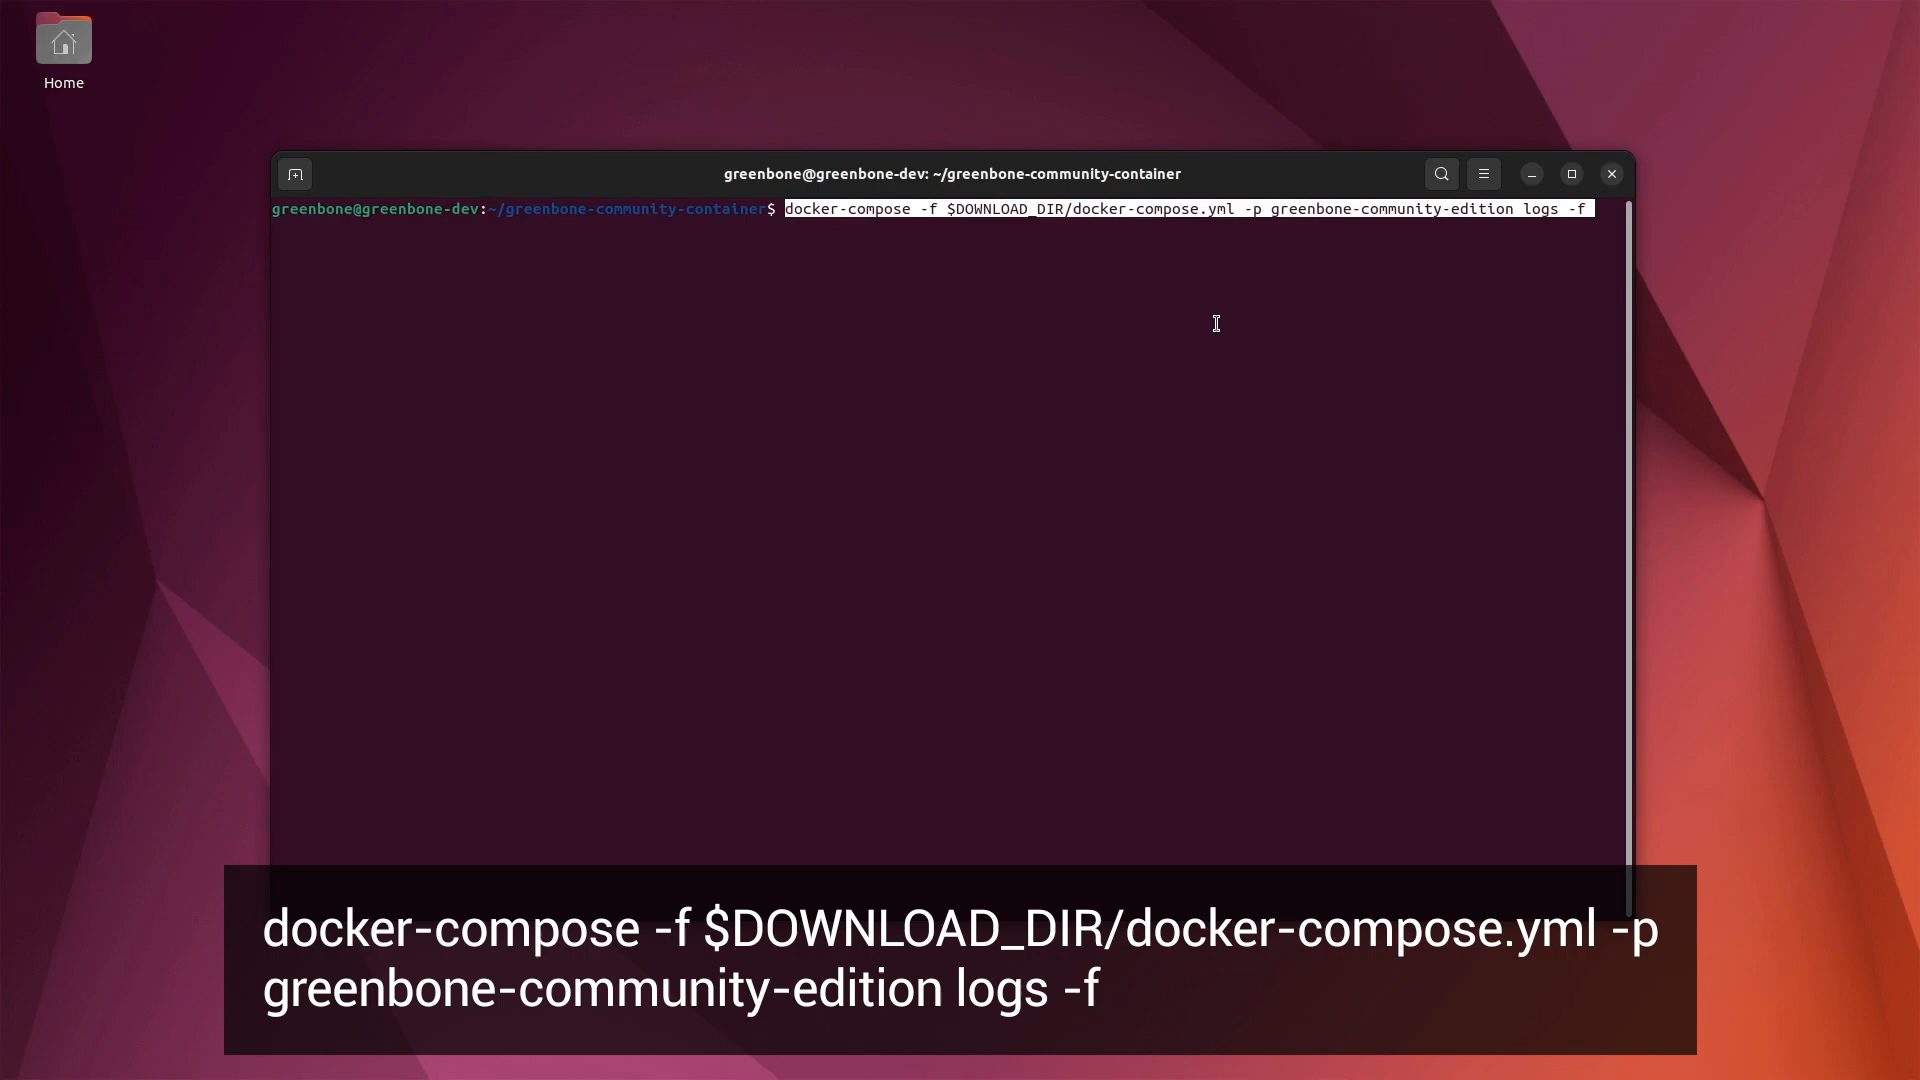 Home
greenbone@greenbone-dev: ~/greenbone-community-container
greenbone@greenbone-dev:~/greenbone-community-container$ docker-compose -f $DOWNLOAD_DIR/docker-compose.yml -p greenbone-community-edition logs -f
docker-compose -f $DOWNLOAD_DIR/docker-compose.yml -p
greenbone-community-edition logs -f